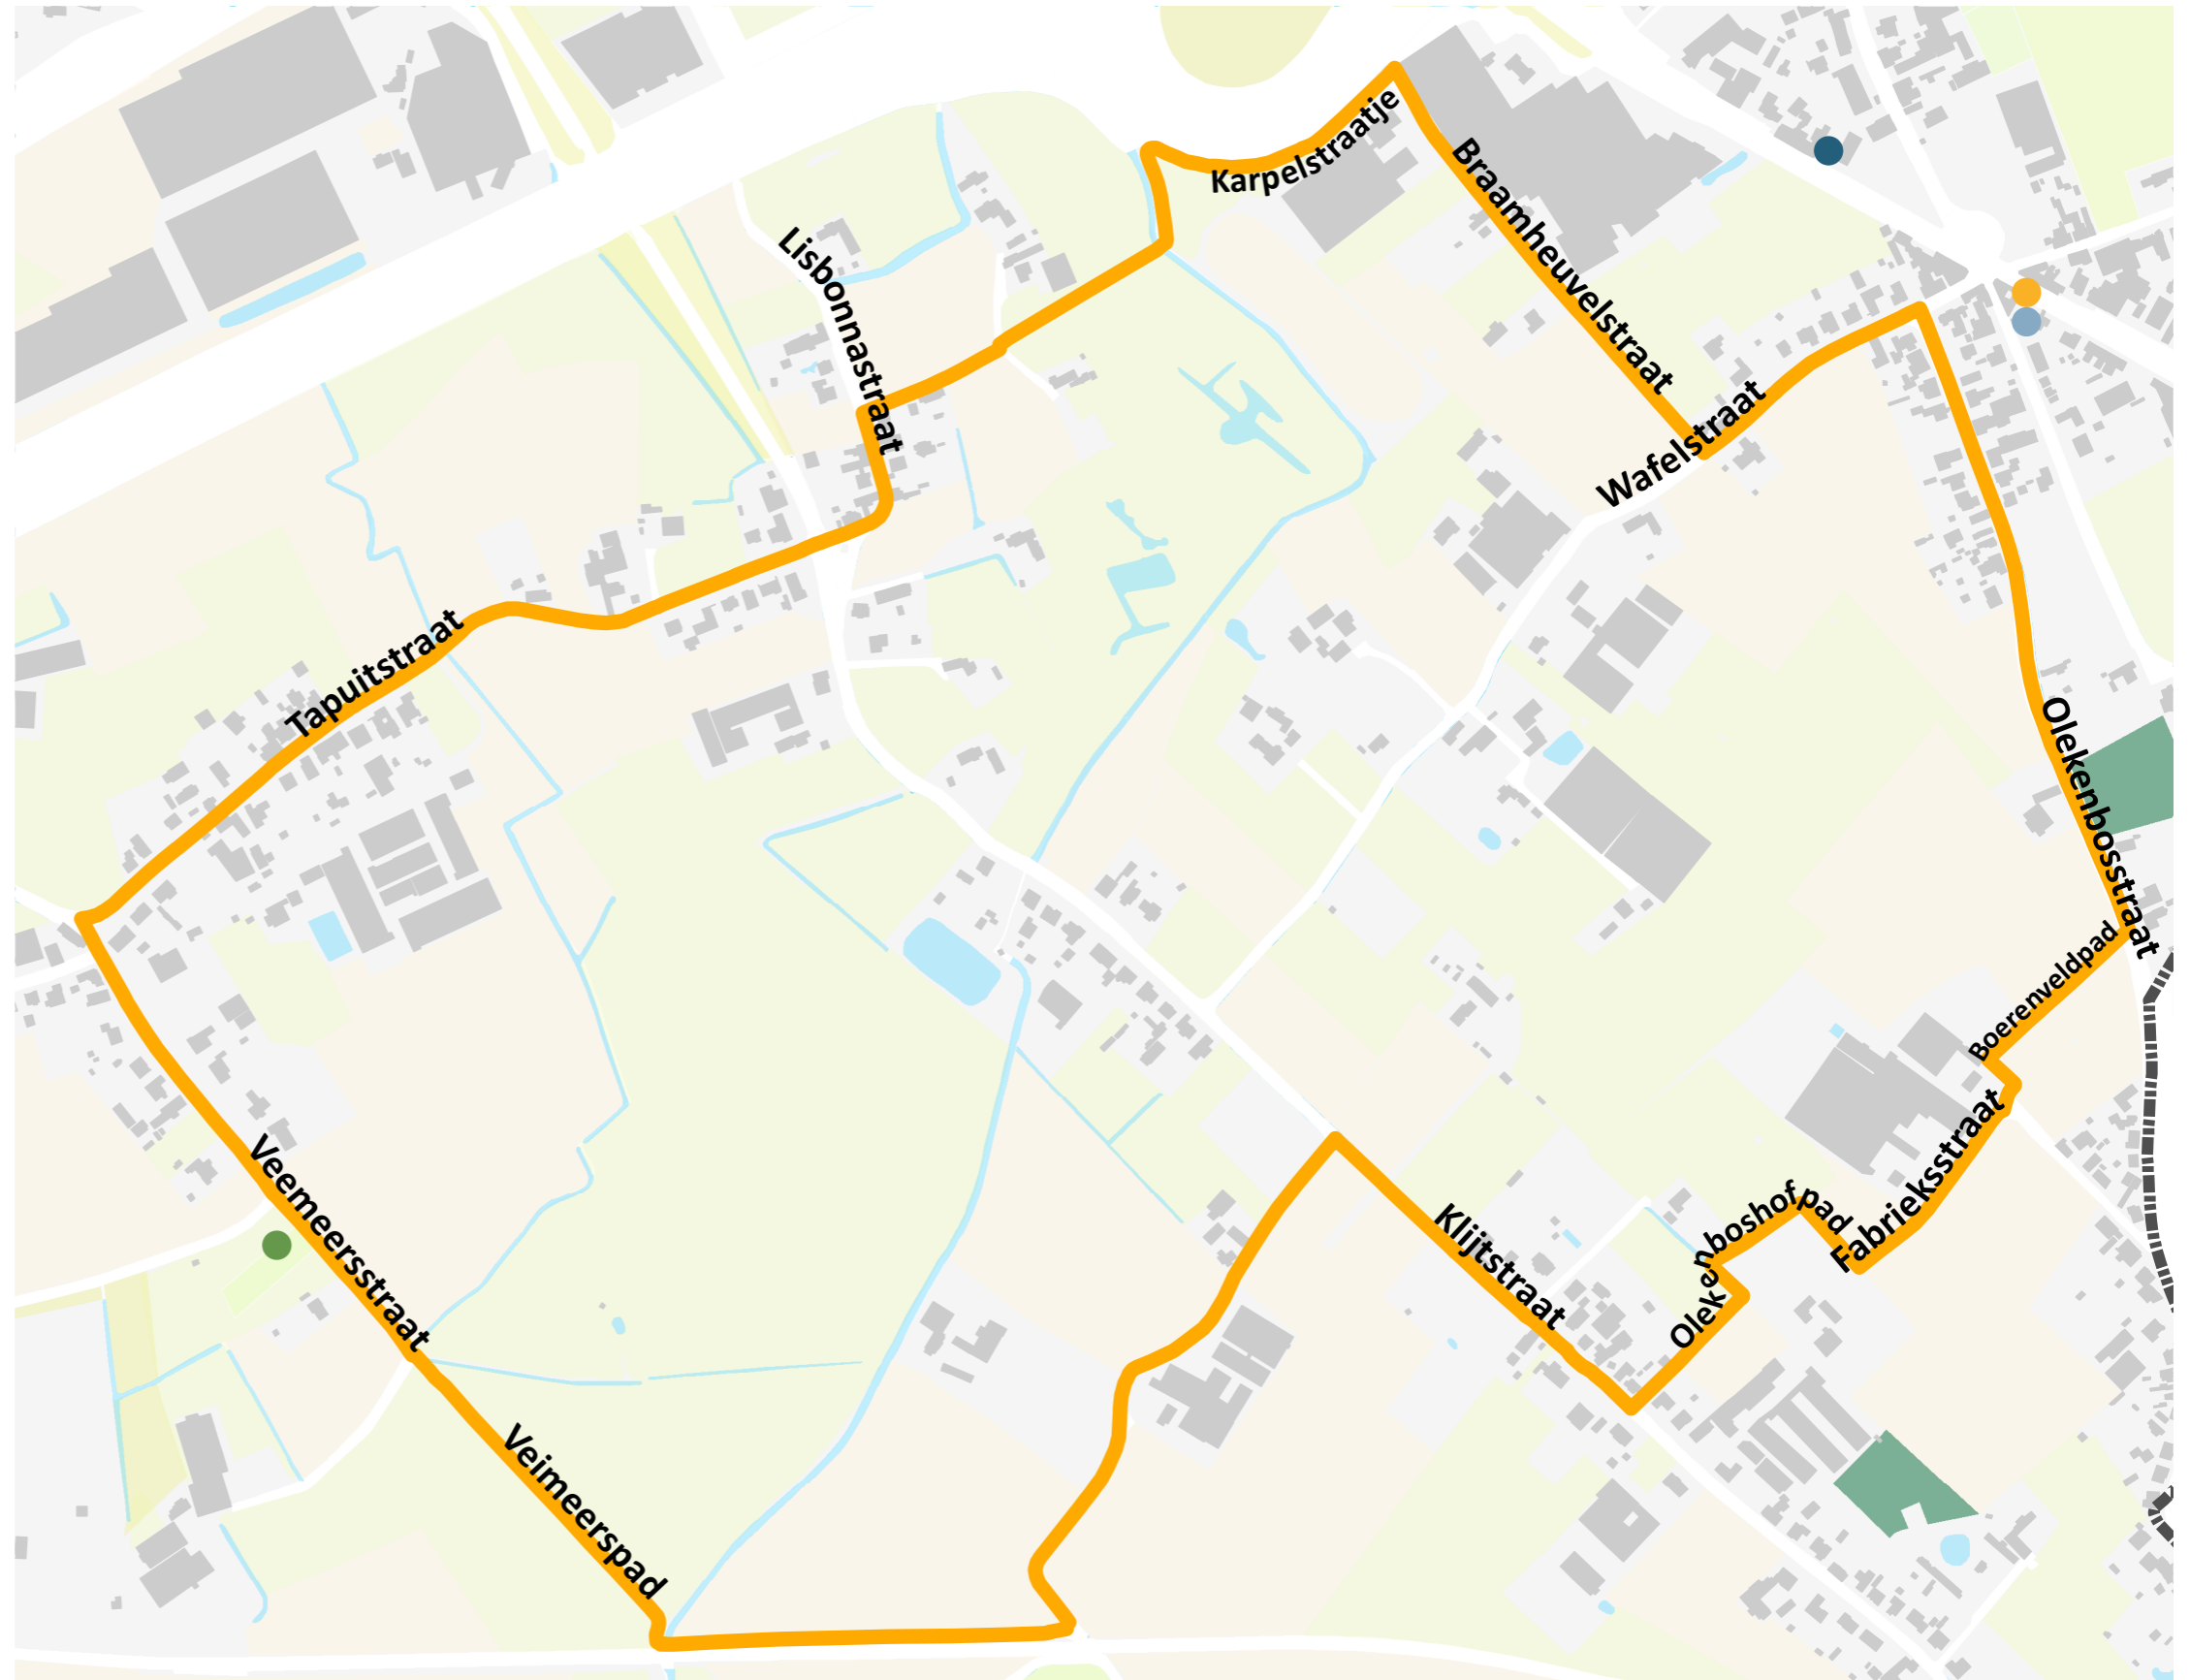 Karpelstraatje
Braamheuvelstraat
Lisbonnastraat
Wafelstraat
Tapuitstraat
Olekenbosstraat
Boerenveldpad
Fabrieksstraat
Olekenboshofpad
Klijtstraat
Veemeersstraat
Veimeerspad